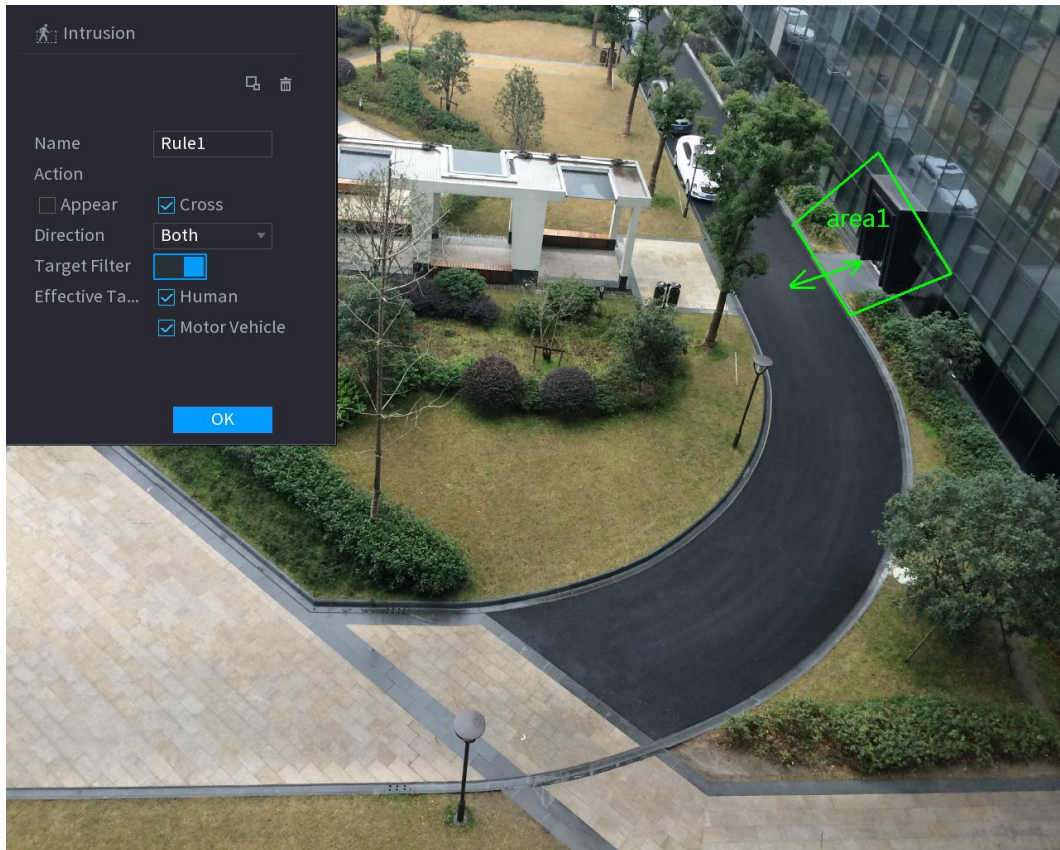 Intrusion
Name Rule1
Action
Appear Cross
Direction Both
Target Filter
Effective Ta... Human
Motor Vehicle
OK
area1